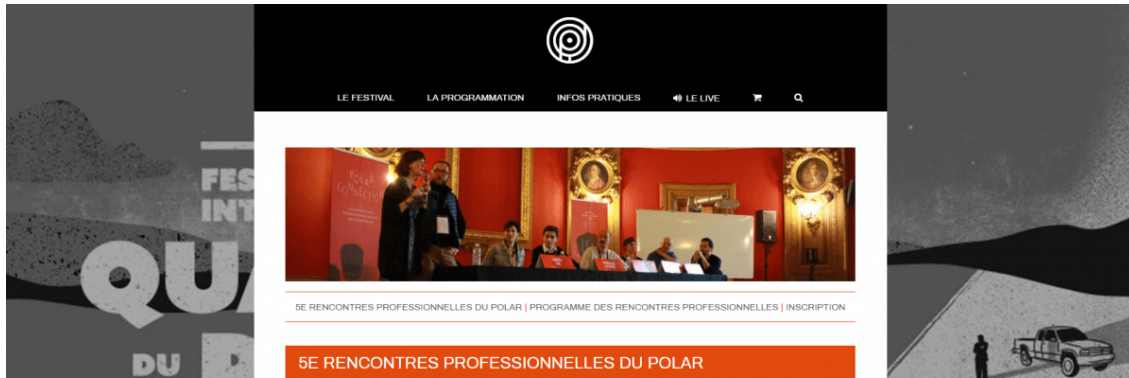 LE FESTIVAL LA PROGRAMMATION INFOS PRATIQUES LE LIVE
FES
INT
QUA
DU
POLAR
CONNECTION
5E RENCONTRES PROFESSIONNELLES DU POLAR | PROGRAMME DES RENCONTRES PROFESSIONNELLES | INSCRIPTION
5E RENCONTRES PROFESSIONNELLES DU POLAR